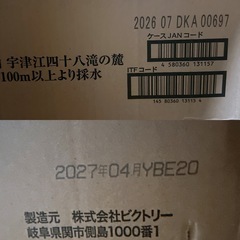 2026 07 DKA 00697
ケースJANコード
宇津江四十八滝の麓
4 580360 131157
100m以上より採水
ITFコード
145 80360 13115 4
2027年04月YBE20
製造元 株式会社ビクトリー
岐阜県関市側島1000番1